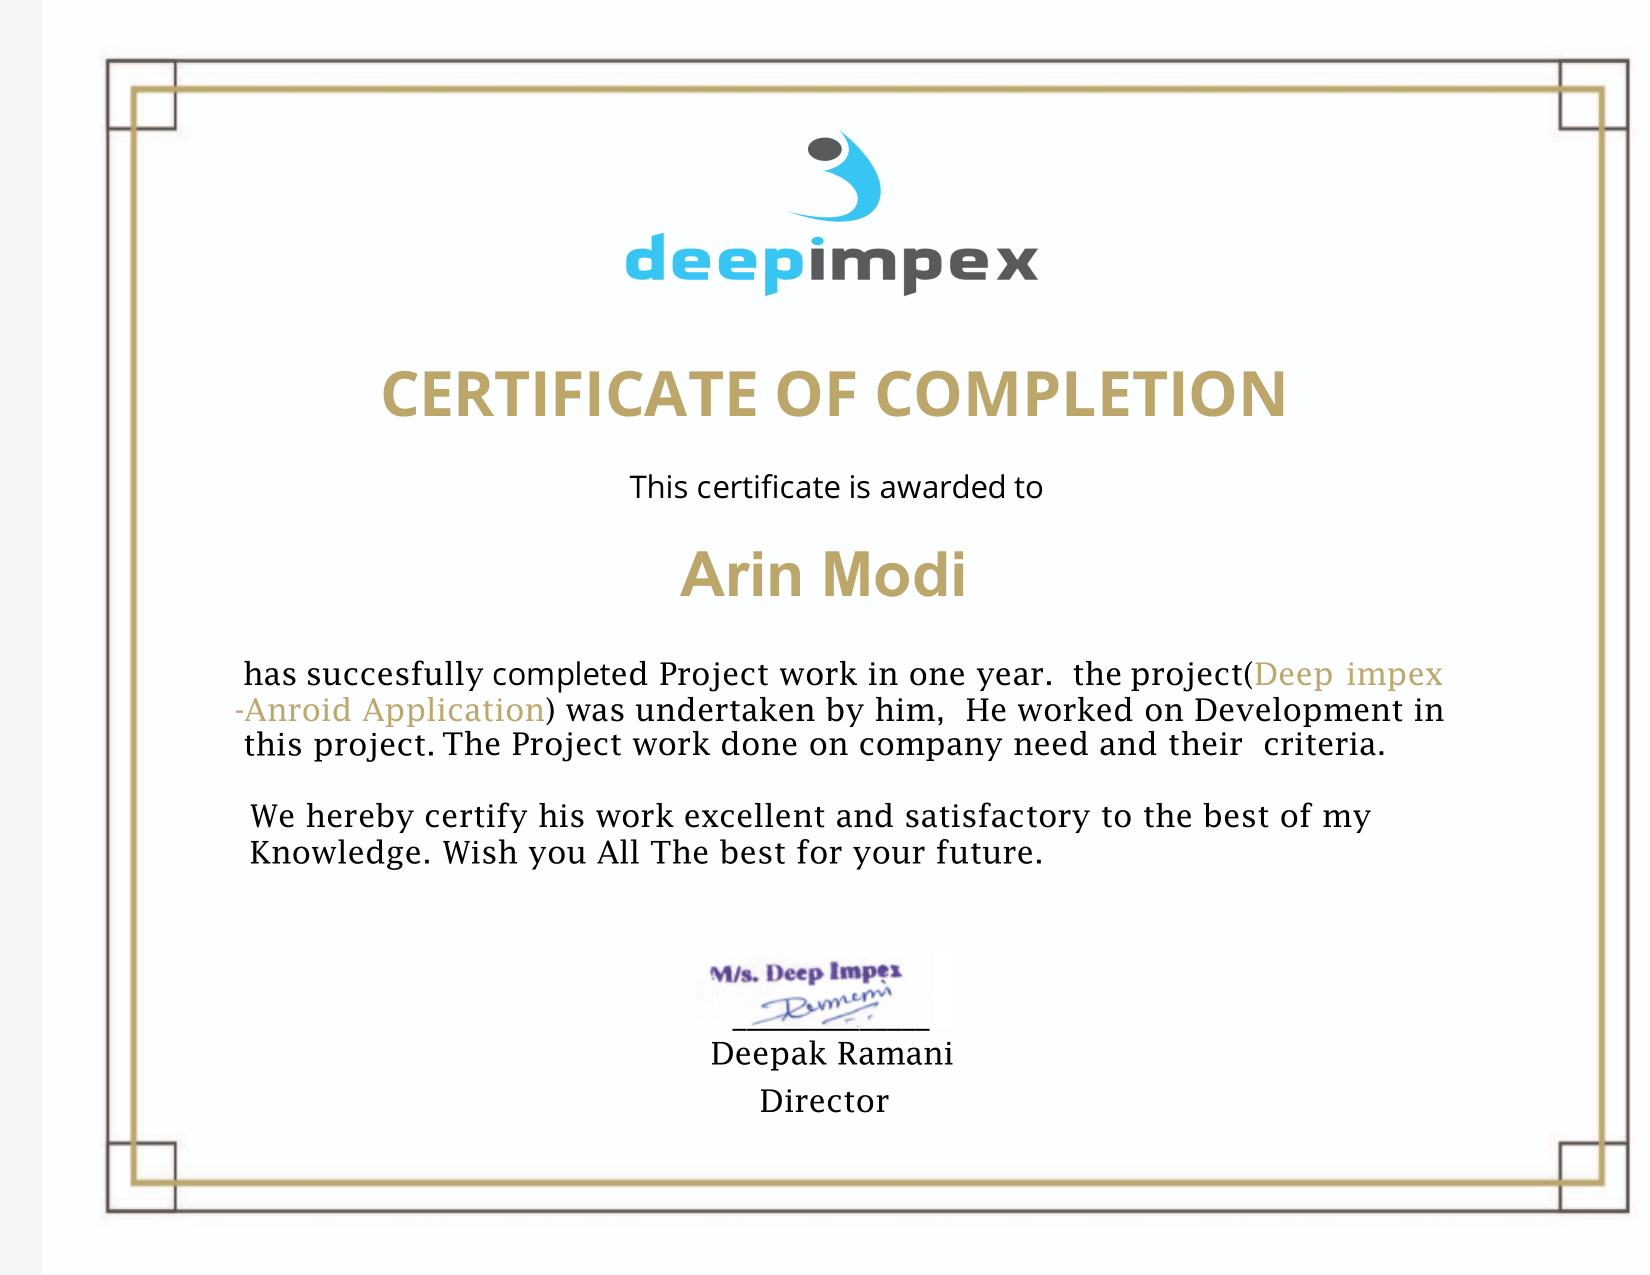 deepimpex
CERTIFICATE OF COMPLETION
This certificate is awarded to
Arin Modi
has succesfully completed Project work in one year. the project(Deep impex
-Anroid Application) was undertaken by him, He worked on Development in
this project. The Project work done on company need and their criteria.
We hereby certify his work excellent and satisfactory to the best of my
Knowledge. Wish you All The best for your future.
M/s. Deep Impex
Deepak Ramani
Director